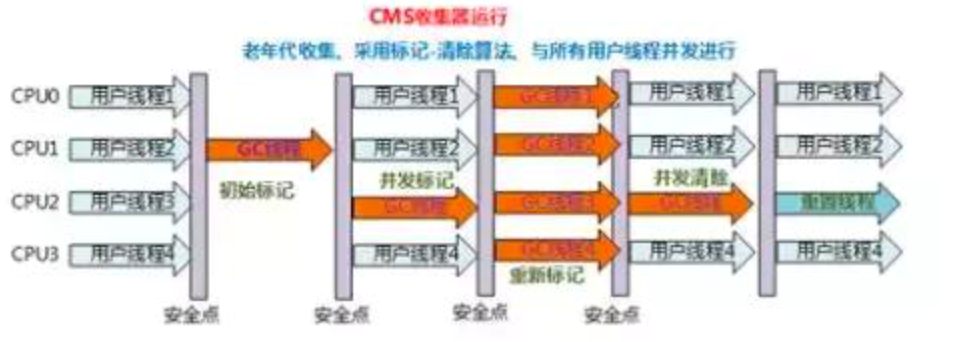 CMS收集器运行
老年代收集、采用标记-清除算法、与所有用户线程并发进行
CPU0 用户线程1 用户线程1 GC线程1 用户线程1 用户线程1
CPU1 用户线程2 GC线程 用户线程2 GC线程2 用户线程2 用户线程2
初始标记 并发标记 并发清除
CPU2 用户线程3 GC线程 GC线程3 GC线程 重置线程
CPU3 用户线程4 用户线程4 GC线程4 用户线程4 用户线程4
重新标记
安全点 安全点 安全点 安全点